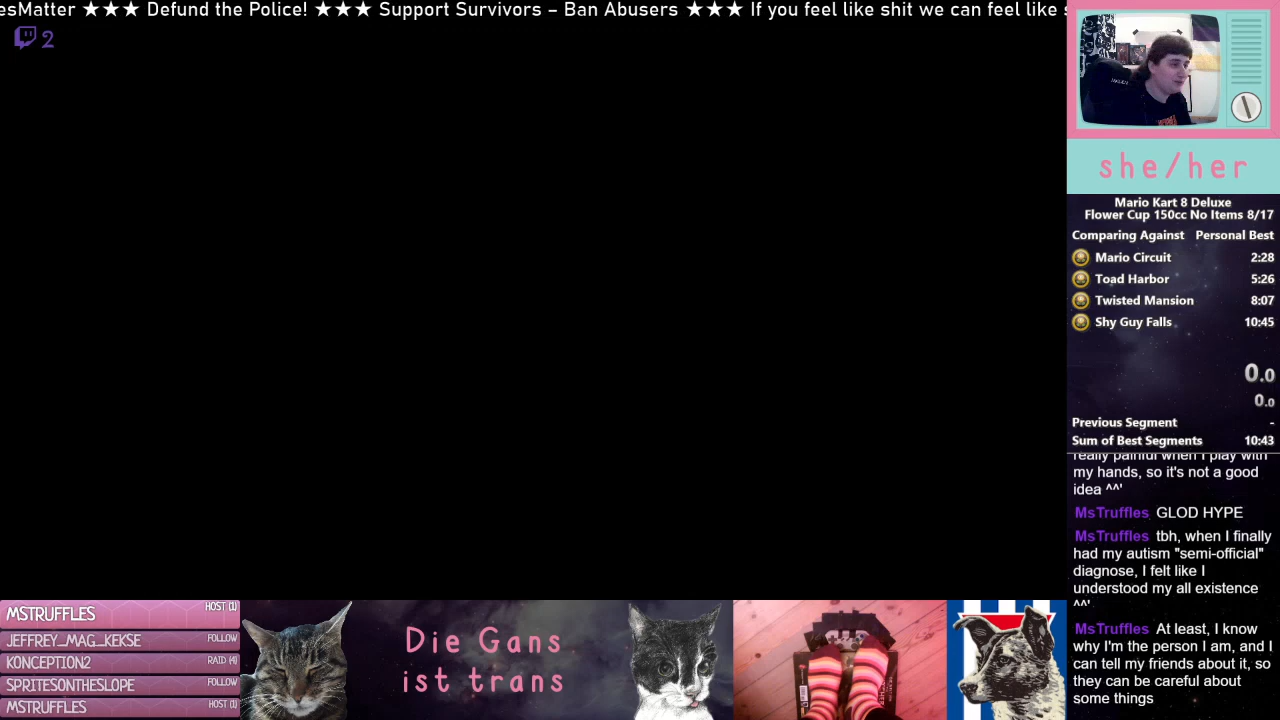 esMatter ★★★ Defund the Police! ★★★ Support Survivors – Ban Abusers ★★★ If you feel like shit we can feel like
2
she/her
Mario Kart 8 Deluxe
Flower Cup 150cc No Items 8/17
Comparing Against Personal Best
Mario Circuit 2:28
Toad Harbor 5:26
Twisted Mansion 8:07
Shy Guy Falls 10:45
0.0
0.0
Previous Segment -
Sum of Best Segments 10:43
really painful when I play with
my hands, so it's not a good
idea ^^'
MsTruffles GLOD HYPE
MsTruffles tbh, when I finally
had my autism "semi-official"
diagnose, I felt like I
understood my all existence
^^'
MsTruffles At least, I know
why I'm the person I am, and I
can tell my friends about it, so
they can be careful about
some things
MSTRUFFLES HOST (1)
JEFFREY_MAG_KEKSE FOLLOW
KONCEPTION2 RAID (4)
SPRITESONTHESLOPE FOLLOW
MSTRUFFLES HOST (1)
Die Gans
ist trans